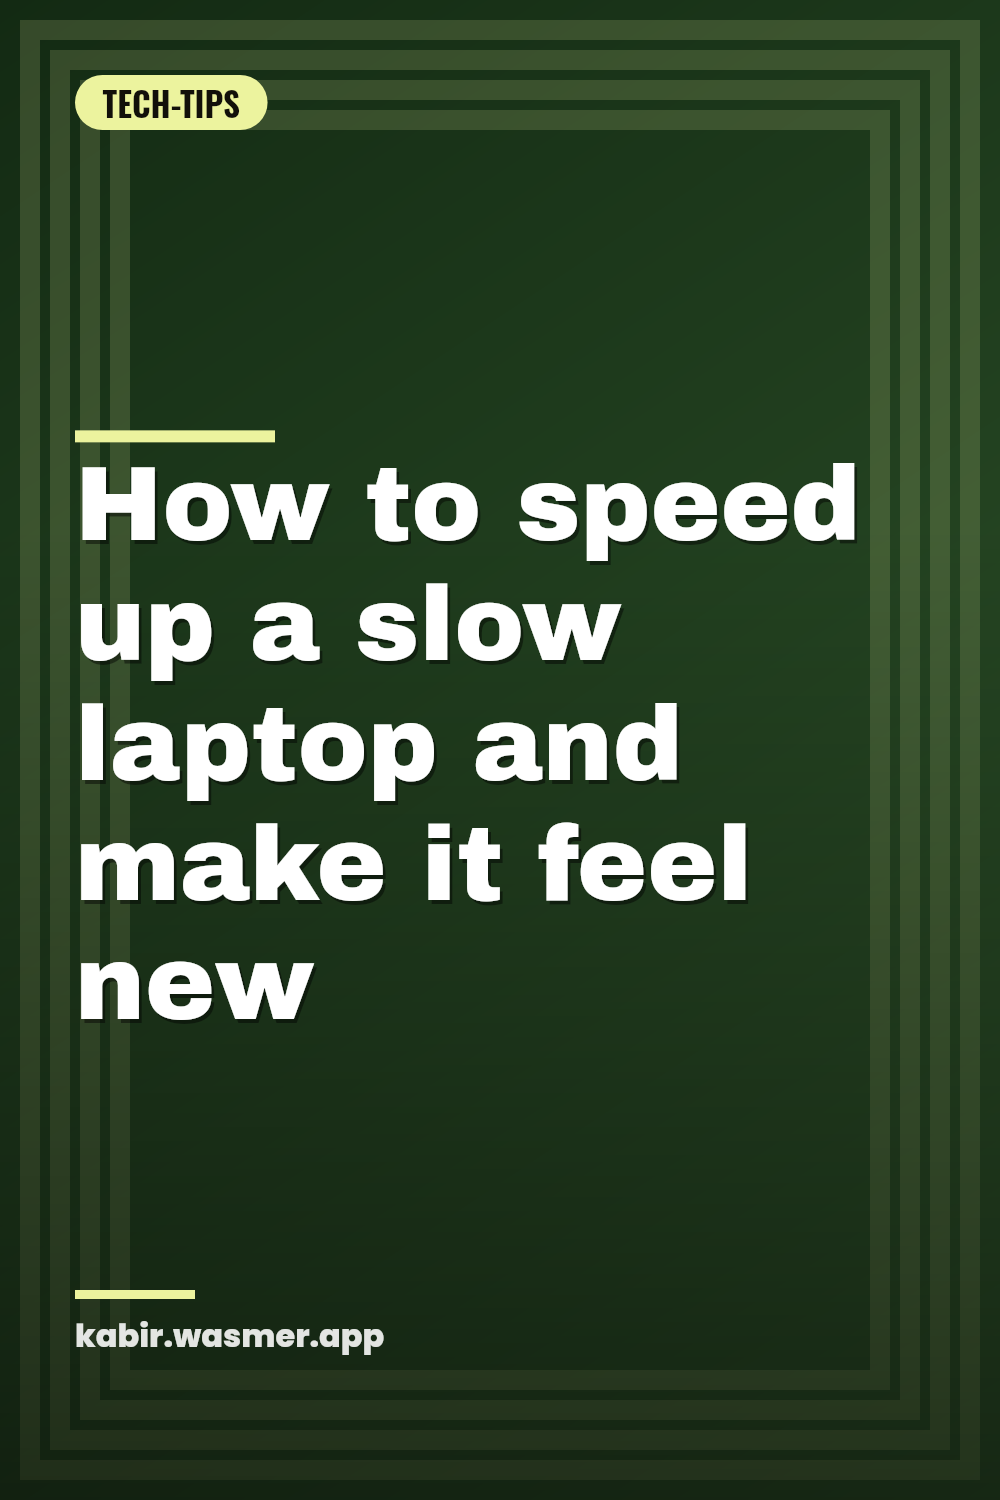 TECH-TIPS
How to speed
up a slow
laptop and
make it feel
new
kabir.wasmer.app